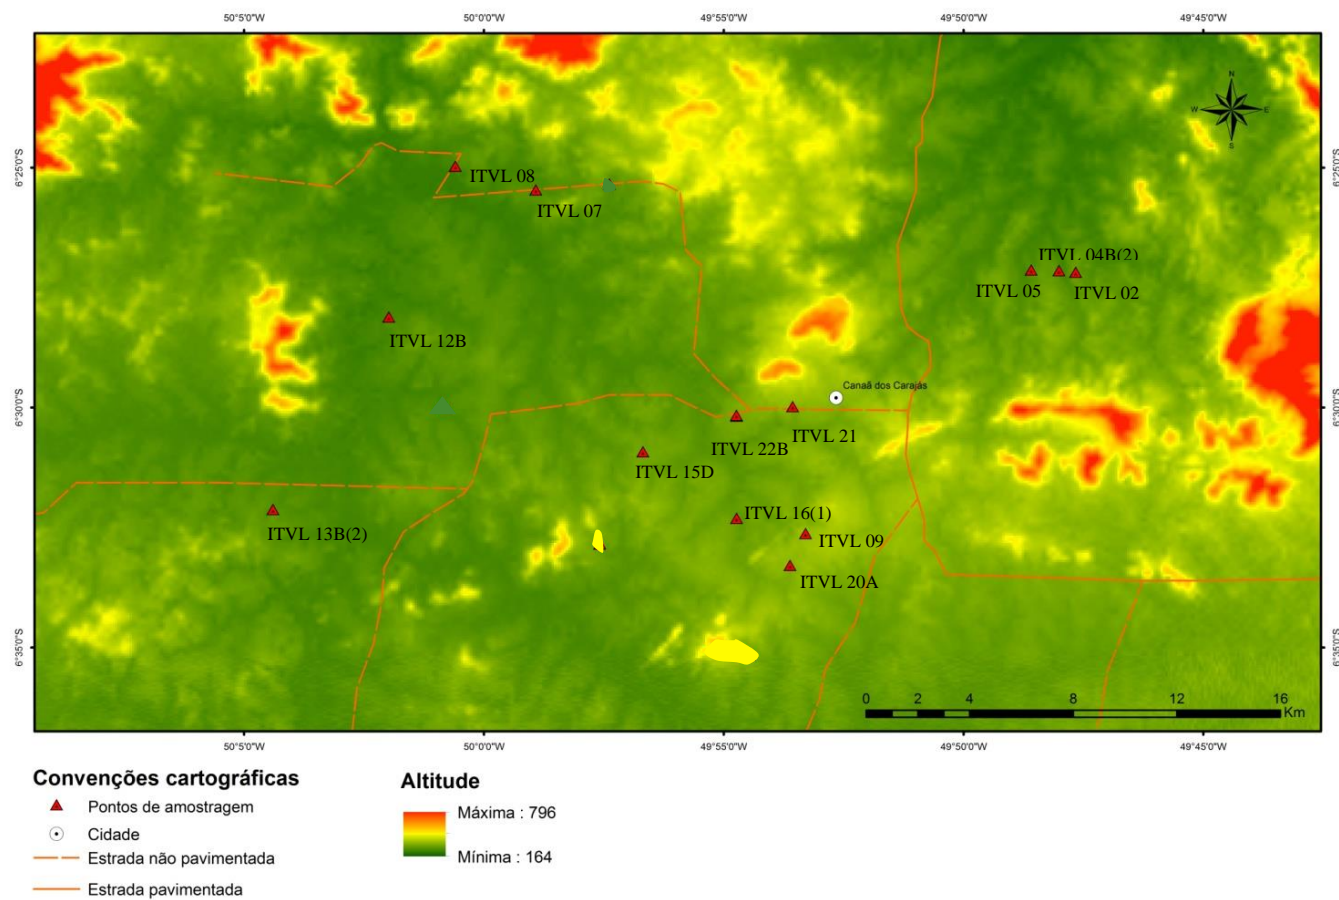 50°5'0"W 50°0'0"W 49°55'0"W 49°50'0"W 49°45'0"W
N
W E
S
6°25'0"S 6°25'0"S
ITVL 08
ITVL 07
ITVL 04B(2)
ITVL 05 ITVL 02
ITVL 12B
Canaã dos Carajás
6°30'0"S 6°30'0"S
ITVL 21
ITVL 22B
ITVL 15D
ITVL 16(1)
ITVL 13B(2)
ITVL 09
ITVL 20A
6°35'0"S 6°35'0"S
0 2 4 8 12 16
Km
50°5'0"W 50°0'0"W 49°55'0"W 49°50'0"W 49°45'0"W
Convenções cartográficas
Pontos de amostragem
Cidade
Estrada não pavimentada
Estrada pavimentada
Altitude
Máxima : 796
Mínima : 164